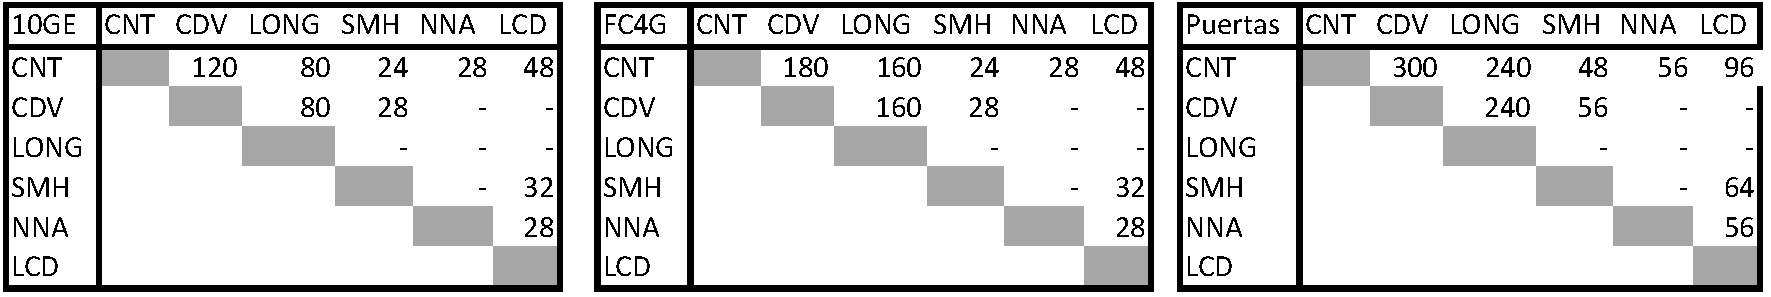 10GE CNT CDV LONG SMH NNA LCD
CNT 120 80 24 28 48
CDV 80 28 - -
LONG - - -
SMH - 32
NNA 28
LCD
FC4G CNT CDV LONG SMH NNA LCD
CNT 180 160 24 28 48
CDV 160 28 - -
LONG - - -
SMH - 32
NNA 28
LCD
Puertas CNT CDV LONG SMH NNA LCD
CNT 300 240 48 56 96
CDV 240 56 - -
LONG - - -
SMH - 64
NNA 56
LCD